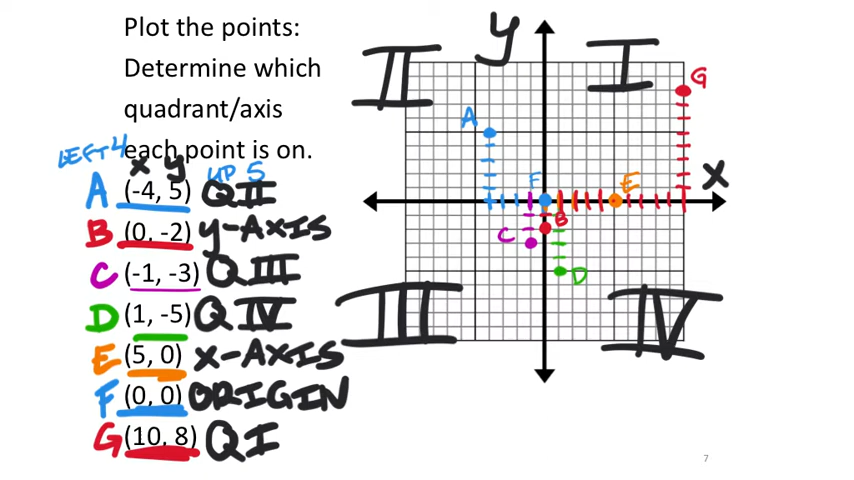 Plot the points:
Determine which
quadrant/axis
each point is on.
LEFT 4
x y
UP 5
A (-4, 5) QII
B (0, -2) y-AXIS
C (-1, -3) QIII
D (1, -5) QIV
E (5, 0) X-AXIS
F (0, 0) ORIGIN
G (10, 8) QI
II
y
I
G
A
F
E
X
B
C
D
III
IV
7